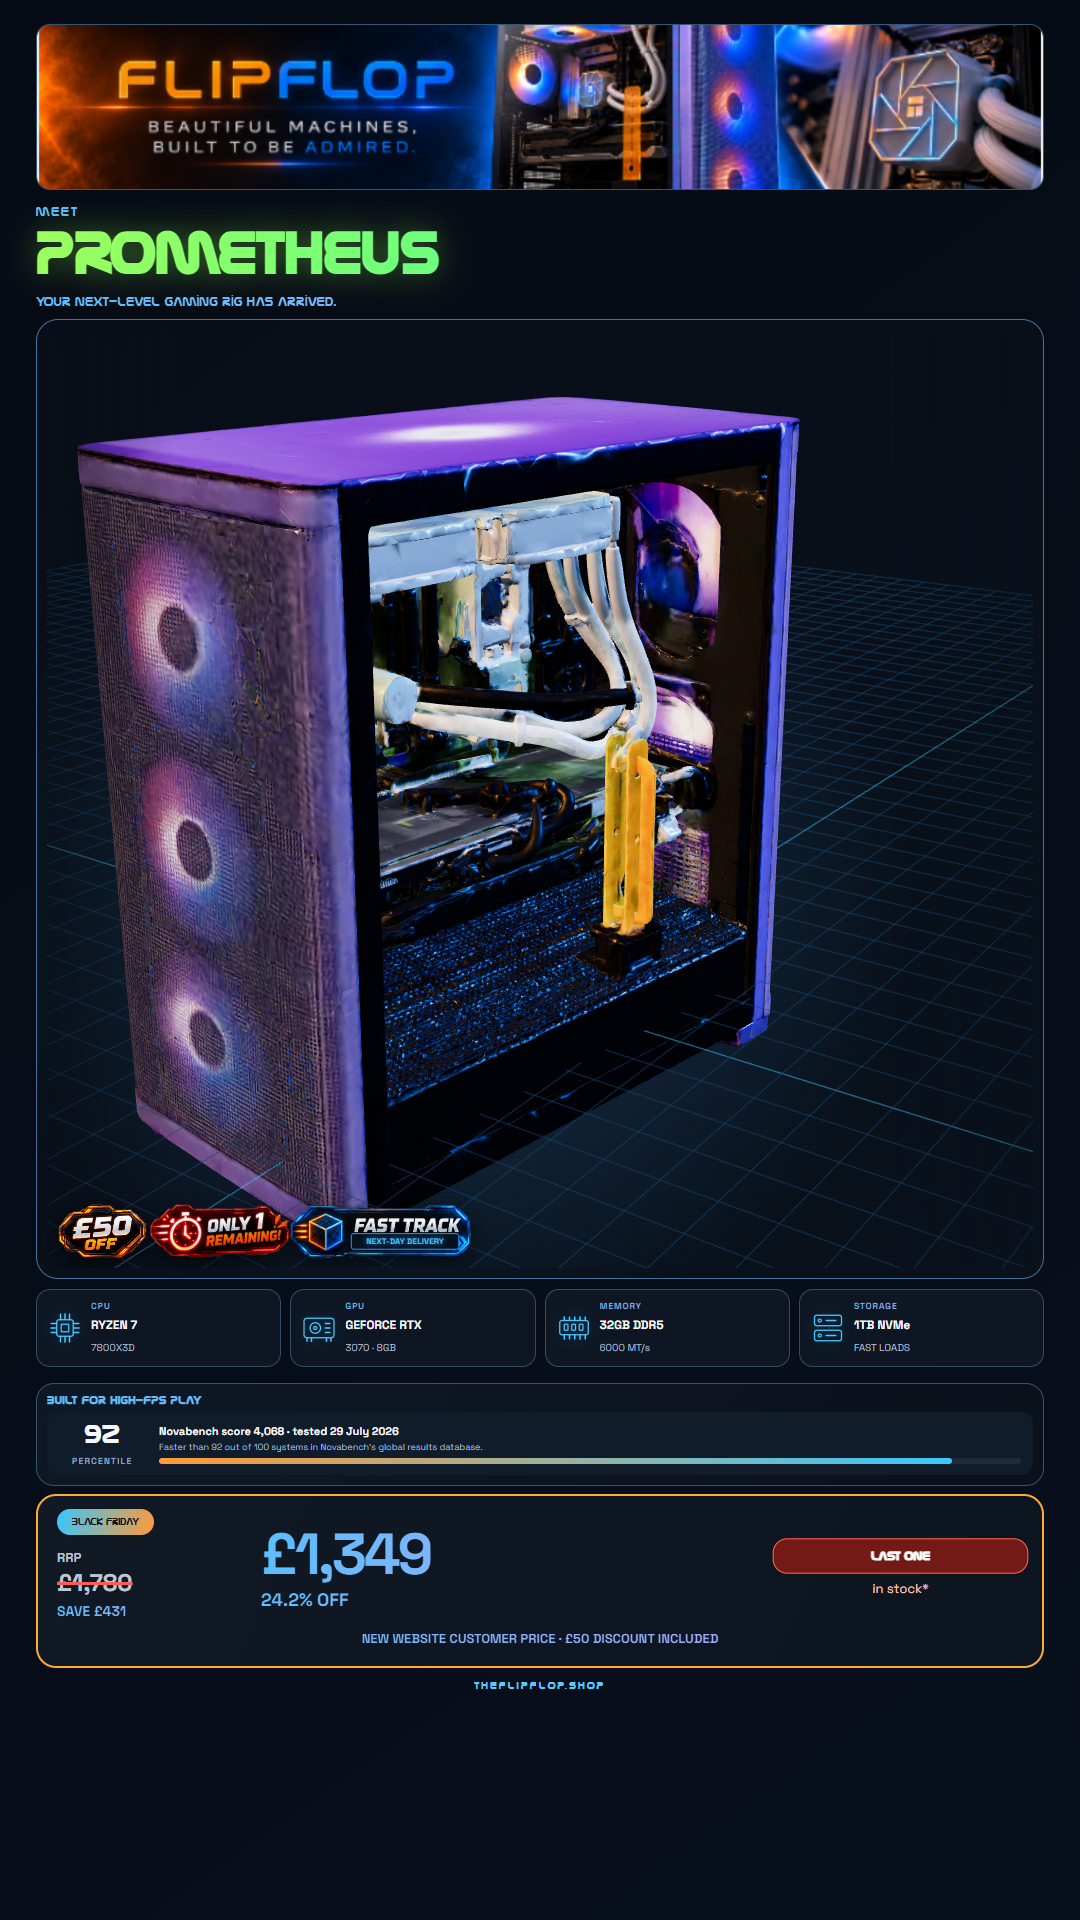 FLIPFLOP
BEAUTIFUL MACHINES,
BUILT TO BE ADMIRED.
MEET
PROMETHEUS
YOUR NEXT-LEVEL GAMING RIG HAS ARRIVED.
£50
OFF
ONLY 1
REMAINING!
FAST TRACK
NEXT-DAY DELIVERY
CPU
RYZEN 7
7800X3D
GPU
GEFORCE RTX
3070 · 8GB
MEMORY
32GB DDR5
6000 MT/s
STORAGE
1TB NVMe
FAST LOADS
BUILT FOR HIGH-FPS PLAY
92
PERCENTILE
Novabench score 4,068 · tested 29 July 2026
Faster than 92 out of 100 systems in Novabench's global results database.
BLACK FRIDAY
RRP
£1,780
SAVE £431
£1,349
24.2% OFF
LAST ONE
in stock*
NEW WEBSITE CUSTOMER PRICE · £50 DISCOUNT INCLUDED
THEFLIPFLOP.SHOP